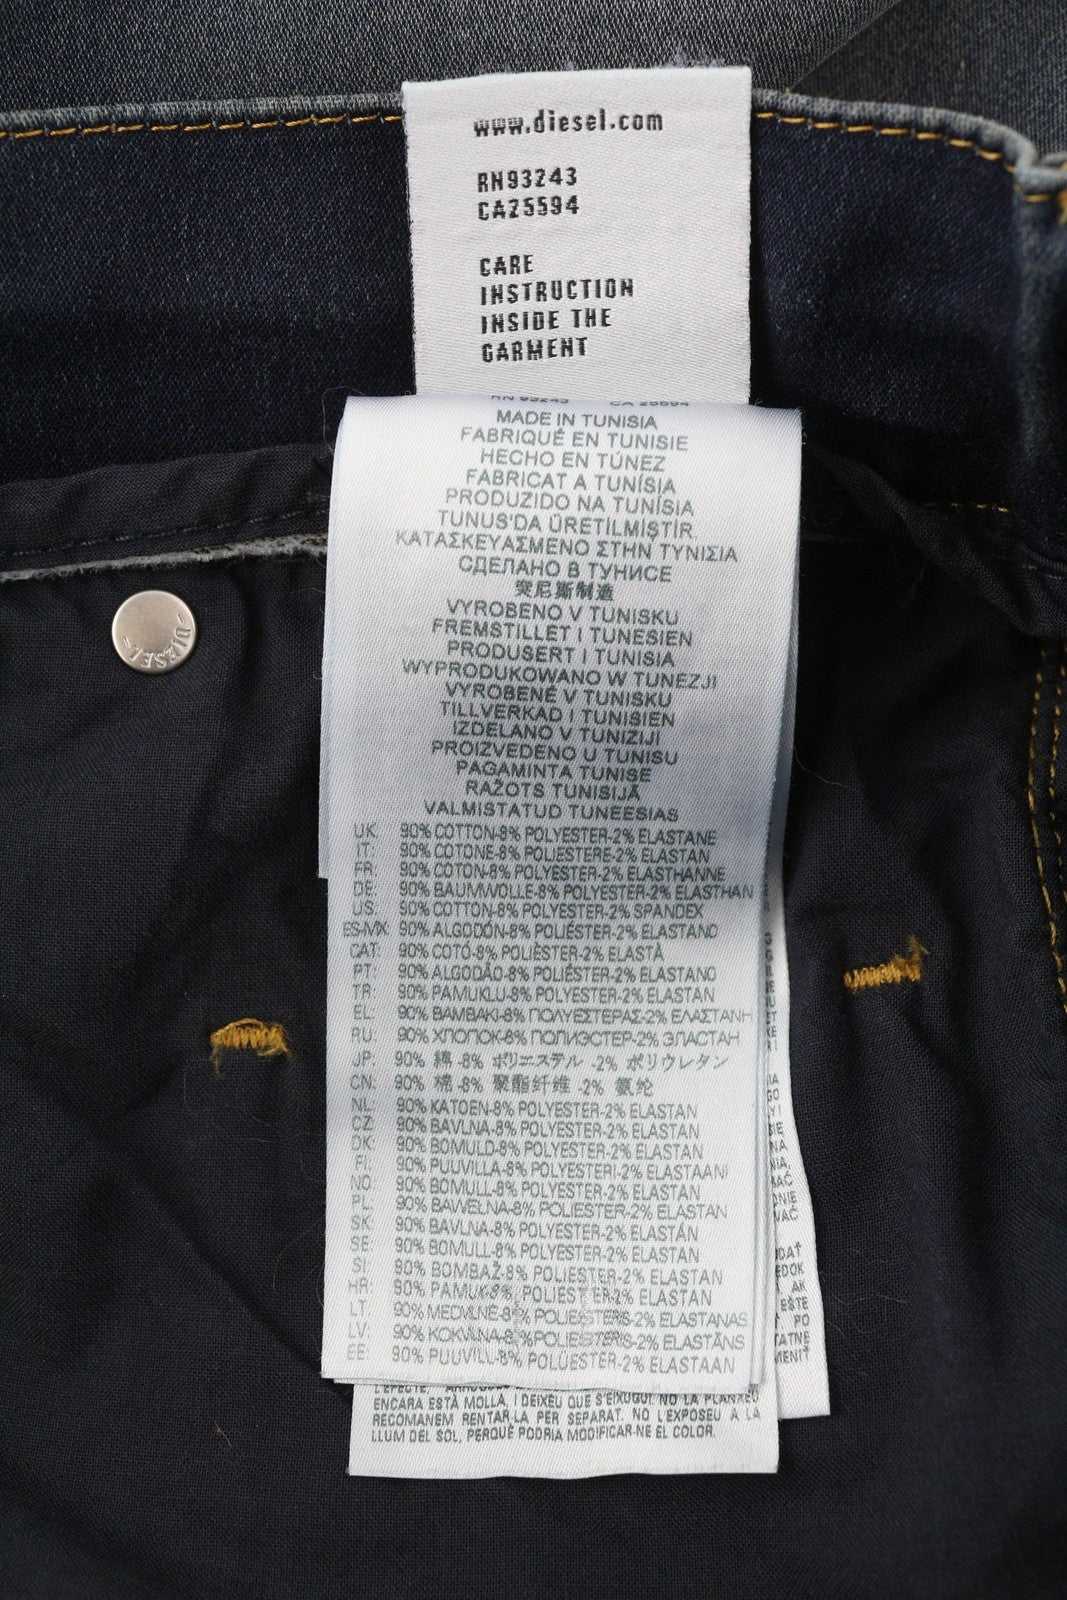 www.diesel.com
RN93243
CA25594
CARE
INSTRUCTION
INSIDE THE
GARMENT
RN 93243 CA 25594
MADE IN TUNISIA
FABRIQUÉ EN TUNISIE
HECHO EN TÚNEZ
FABRICAT A TUNÍSIA
PRODUZIDO NA TUNÍSIA
TUNUS'DA ÜRETİLMİŞTİR
ΚΑΤΑΣΚΕΥΑΣΜΕΝΟ ΣΤΗΝ ΤΥΝΙΣΙΑ
СДЕЛАНО В ТУНИСЕ
突尼斯制造
VYROBENO V TUNISKU
FREMSTILLET I TUNESIEN
PRODUSERT I TUNISIA
WYPRODUKOWANO W TUNEZJI
VYROBENÉ V TUNISKU
TILLVERKAD I TUNISIEN
IZDELANO V TUNIZIJI
PROIZVEDENO U TUNISU
PAGAMINTA TUNISE
RAŽOTS TUNISIJĀ
VALMISTATUD TUNEESIAS
UK: 90% COTTON-8% POLYESTER-2% ELASTANE
IT: 90% COTONE-8% POLIESTERE-2% ELASTAN
FR: 90% COTON-8% POLYESTER-2% ELASTHANNE
DE: 90% BAUMWOLLE-8% POLYESTER-2% ELASTHAN
US: 90% COTTON-8% POLYESTER-2% SPANDEX
ES-MX: 90% ALGODÓN-8% POLIÉSTER-2% ELASTANO
CAT: 90% COTÓ-8% POLIÈSTER-2% ELASTÀ
PT: 90% ALGODÃO-8% POLIÉSTER-2% ELASTANO
TR: 90% PAMUKLU-8% POLYESTER-2% ELASTAN
EL: 90% ΒΑΜΒΑΚΙ-8% ΠΟΛΥΕΣΤΕΡΑΣ-2% ΕΛΑΣΤΑΝΗ
RU: 90% ХЛОПОК-8% ПОЛИЭСТЕР-2% ЭЛАСТАН
JP: 90% 綿 -8% ポリエステル -2% ポリウレタン
CN: 90% 棉 -8% 聚酯纤维 -2% 氨纶
NL: 90% KATOEN-8% POLYESTER-2% ELASTAN
CZ: 90% BAVLNA-8% POLYESTER-2% ELASTAN
DK: 90% BOMULD-8% POLYESTER-2% ELASTAN
FI: 90% PUUVILLA-8% POLYESTERI-2% ELASTAANI
NO: 90% BOMULL-8% POLYESTER-2% ELASTAN
PL: 90% BAWEŁNA-8% POLIESTER-2% ELASTAN
SK: 90% BAVLNA-8% POLYESTER-2% ELASTÁN
SE: 90% BOMULL-8% POLYESTER-2% ELASTAN
SI: 90% BOMBAŽ-8% POLIESTER-2% ELASTAN
HR: 90% PAMUK-8% POLIESTER-2% ELASTAN
LT: 90% MEDVILNĖ-8% POLIESTERIS-2% ELASTANAS
LV: 90% KOKVILNA-8% POLIESTERIS-2% ELASTĀNS
EE: 90% PUUVILL-8% POLÜESTER-2% ELASTAAN
L'EFECTE,
ENCARA ESTÀ MOLLA, I DEIXEU QUE S'EIXUGUI. NO LA PLANXEU
RECOMANEM RENTAR-LA PER SEPARAT. NO L'EXPOSEU A LA
LLUM DEL SOL, PERQUÈ PODRIA MODIFICAR-NE EL COLOR.
DIESEL